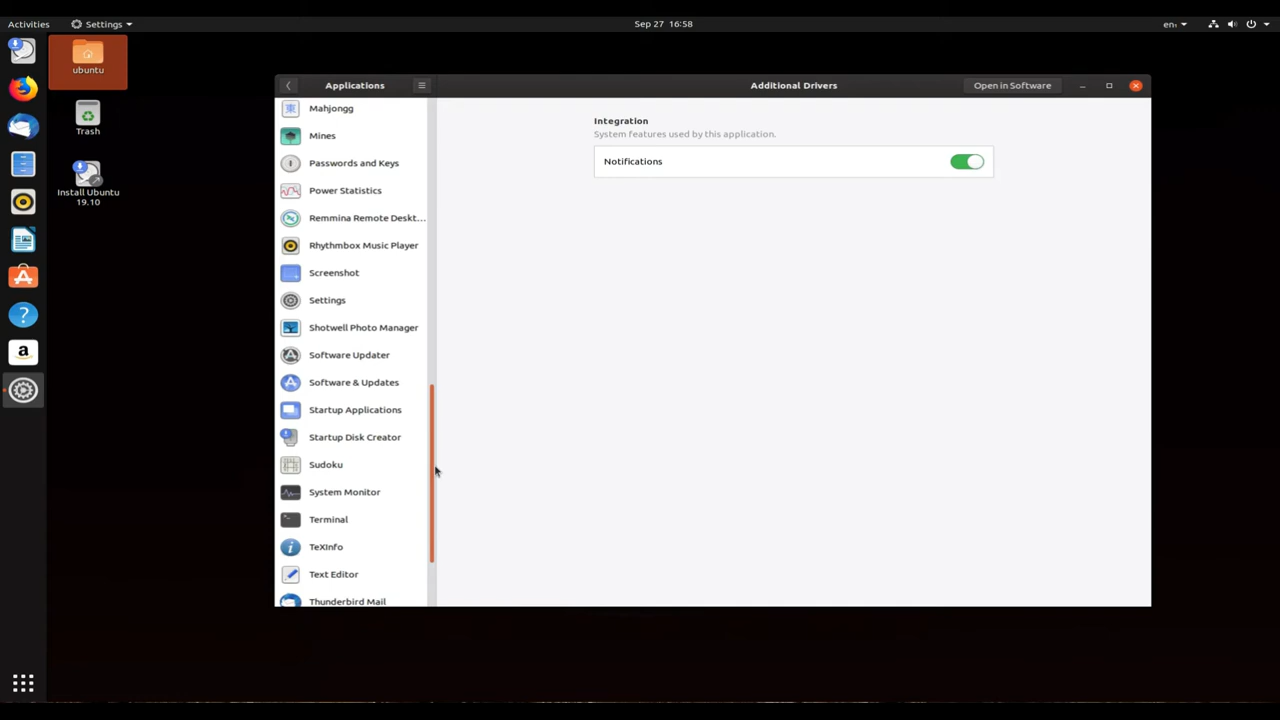 Activities
Settings
Sep 27 16:58
en₁
ubuntu
Trash
Install Ubuntu
19.10
Applications
Additional Drivers
Open in Software
Mahjongg
Mines
Passwords and Keys
Power Statistics
Remmina Remote Deskt...
Rhythmbox Music Player
Screenshot
Settings
Shotwell Photo Manager
Software Updater
Software & Updates
Startup Applications
Startup Disk Creator
Sudoku
System Monitor
Terminal
TeXInfo
Text Editor
Thunderbird Mail
Integration
System features used by this application.
Notifications